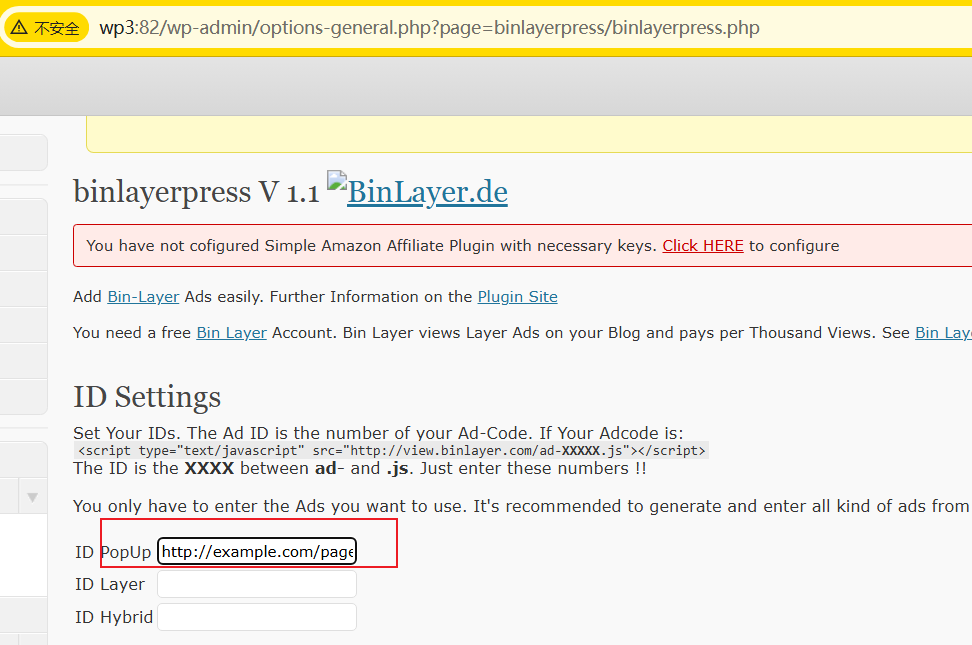 不安全 wp3:82/wp-admin/options-general.php?page=binlayerpress/binlayerpress.php
binlayerpress V 1.1 BinLayer.de
You have not cofigured Simple Amazon Affiliate Plugin with necessary keys. Click HERE to configure
Add Bin-Layer Ads easily. Further Information on the Plugin Site
You need a free Bin Layer Account. Bin Layer views Layer Ads on your Blog and pays per Thousand Views. See Bin Lay
ID Settings
Set Your IDs. The Ad ID is the number of your Ad-Code. If Your Adcode is:
<script type="text/javascript" src="http://view.binlayer.com/ad-XXXXX.js"></script>
The ID is the XXXX between ad- and .js. Just enter these numbers !!
You only have to enter the Ads you want to use. It's recommended to generate and enter all kind of ads from
ID PopUp http://example.com/page
ID Layer
ID Hybrid